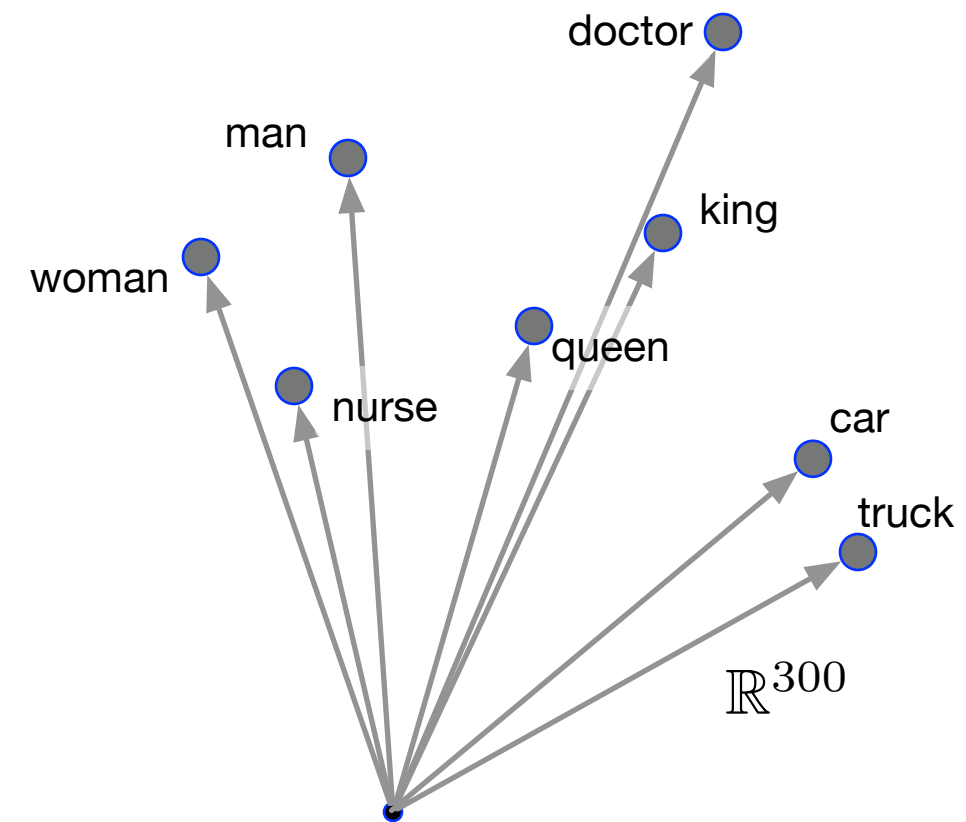 doctor
man
king
woman
queen
nurse
car
truck
ℝ³⁰⁰